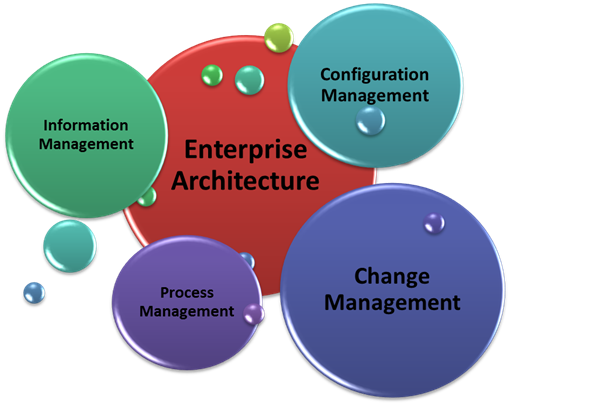 Configuration
Management
Information
Management
Enterprise
Architecture
Change
Management
Process
Management